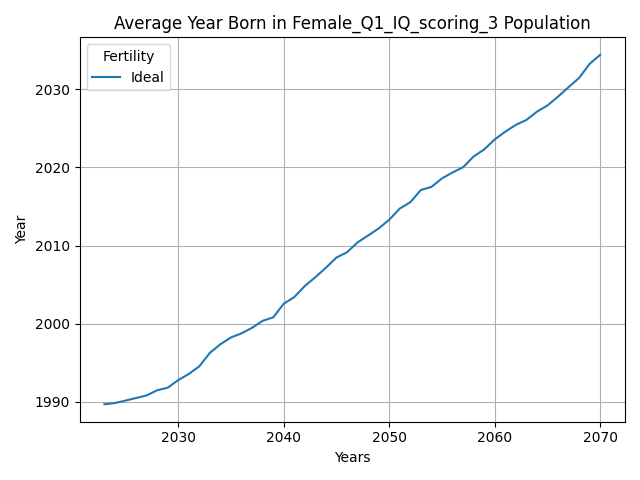 Average Year Born in Female_Q1_IQ_scoring_3 Population
Fertility
Ideal
Year
2030
2020
2010
2000
1990
2030 2040 2050 2060 2070
Years